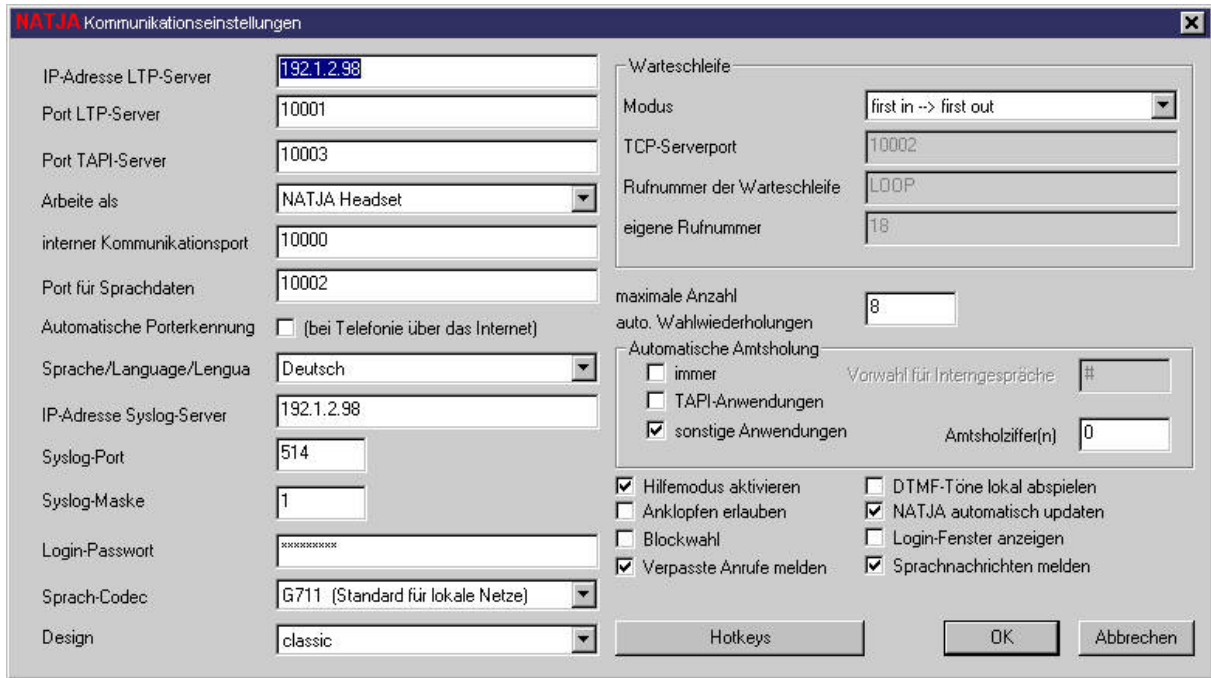 NATJA Kommunikationseinstellungen
IP-Adresse LTP-Server 192.1.2.98
Port LTP-Server 10001
Port TAPI-Server 10003
Arbeite als NATJA Headset
interner Kommunikationsport 10000
Port für Sprachdaten 10002
Automatische Porterkennung (bei Telefonie über das Internet)
Sprache/Language/Lengua Deutsch
IP-Adresse Syslog-Server 192.1.2.98
Syslog-Port 514
Syslog-Maske 1
Login-Passwort xxxxxxxxx
Sprach-Codec G711 (Standard für lokale Netze)
Design classic
Warteschleife
Modus first in --> first out
TCP-Serverport 10002
Rufnummer der Warteschleife LOOP
eigene Rufnummer 18
maximale Anzahl
auto. Wahlwiederholungen 8
Automatische Amtsholung
immer Vorwahl für Interngespräche #
TAPI-Anwendungen
sonstige Anwendungen Amtsholziffer(n) 0
Hilfemodus aktivieren DTMF-Töne lokal abspielen
Anklopfen erlauben NATJA automatisch updaten
Blockwahl Login-Fenster anzeigen
Verpasste Anrufe melden Sprachnachrichten melden
Hotkeys OK Abbrechen